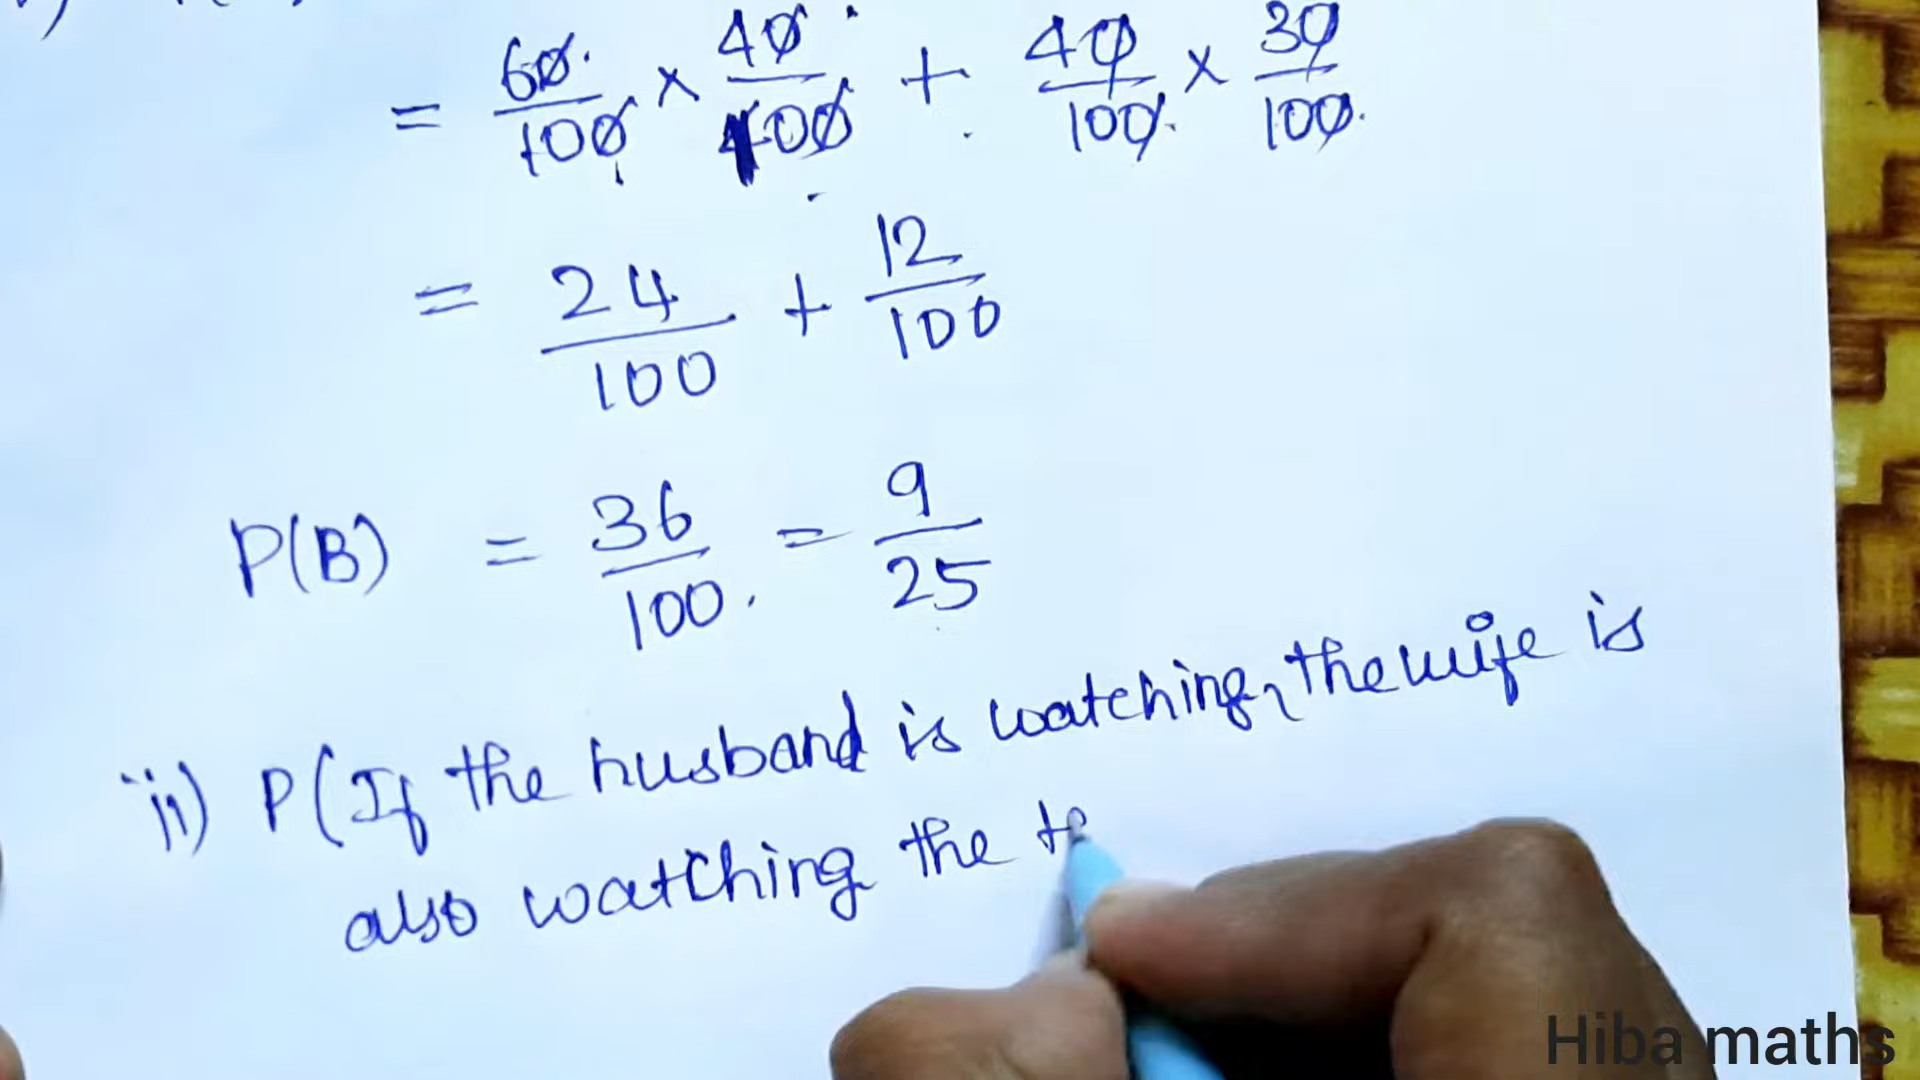 = 60/100 × 40/100 + 40/100 × 30/100
= 24/100 + 12/100
P(B) = 36/100 = 9/25
ii) P(If the husband is watching, the wife is
also watching the
Hiba maths